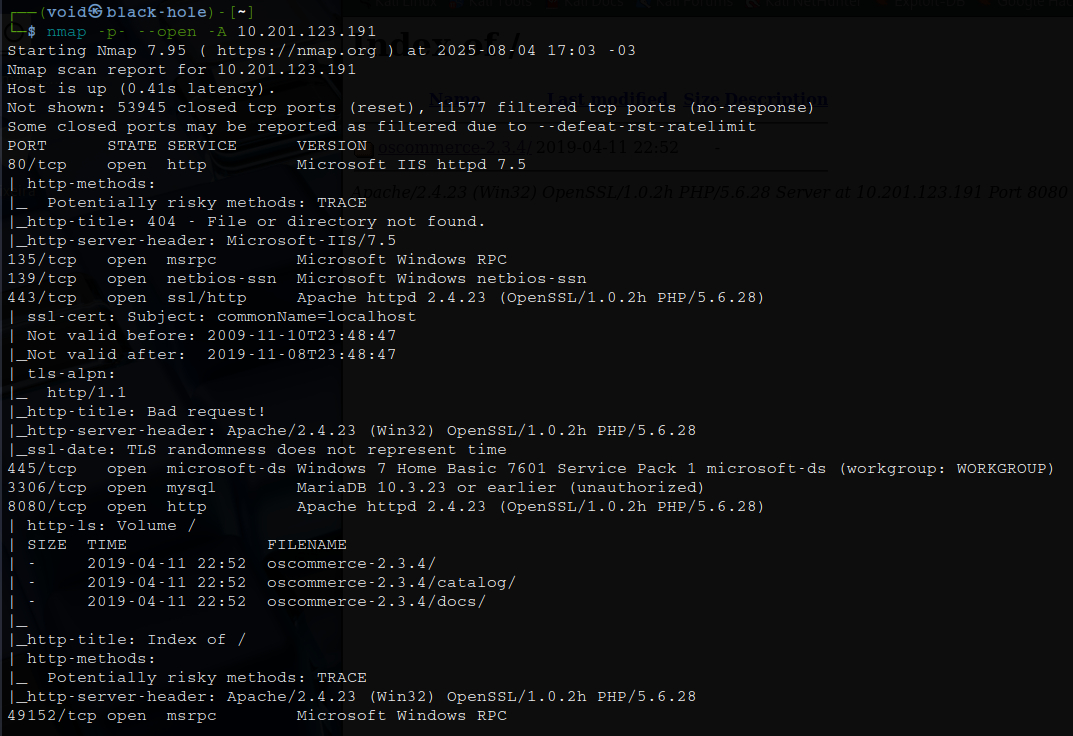 ┌──(void㉿black-hole)-[~]
└─$ nmap -p- --open -A 10.201.123.191
Starting Nmap 7.95 ( https://nmap.org ) at 2025-08-04 17:03 -03
Nmap scan report for 10.201.123.191
Host is up (0.41s latency).
Not shown: 53945 closed tcp ports (reset), 11577 filtered tcp ports (no-response)
Some closed ports may be reported as filtered due to --defeat-rst-ratelimit
PORT      STATE SERVICE      VERSION
80/tcp    open  http         Microsoft IIS httpd 7.5
| http-methods:
|_  Potentially risky methods: TRACE
|_http-title: 404 - File or directory not found.
|_http-server-header: Microsoft-IIS/7.5
135/tcp   open  msrpc        Microsoft Windows RPC
139/tcp   open  netbios-ssn  Microsoft Windows netbios-ssn
443/tcp   open  ssl/http     Apache httpd 2.4.23 (OpenSSL/1.0.2h PHP/5.6.28)
| ssl-cert: Subject: commonName=localhost
| Not valid before: 2009-11-10T23:48:47
|_Not valid after:  2019-11-08T23:48:47
| tls-alpn:
|_  http/1.1
|_http-title: Bad request!
|_http-server-header: Apache/2.4.23 (Win32) OpenSSL/1.0.2h PHP/5.6.28
|_ssl-date: TLS randomness does not represent time
445/tcp   open  microsoft-ds Windows 7 Home Basic 7601 Service Pack 1 microsoft-ds (workgroup: WORKGROUP)
3306/tcp  open  mysql        MariaDB 10.3.23 or earlier (unauthorized)
8080/tcp  open  http         Apache httpd 2.4.23 (OpenSSL/1.0.2h PHP/5.6.28)
| http-ls: Volume /
| SIZE  TIME              FILENAME
| -     2019-04-11 22:52  oscommerce-2.3.4/
| -     2019-04-11 22:52  oscommerce-2.3.4/catalog/
| -     2019-04-11 22:52  oscommerce-2.3.4/docs/
|_
|_http-title: Index of /
| http-methods:
|_  Potentially risky methods: TRACE
|_http-server-header: Apache/2.4.23 (Win32) OpenSSL/1.0.2h PHP/5.6.28
49152/tcp open  msrpc        Microsoft Windows RPC
Index of /
Name Last modified Size Description
oscommerce-2.3.4/ 2019-04-11 22:52 -
Apache/2.4.23 (Win32) OpenSSL/1.0.2h PHP/5.6.28 Server at 10.201.123.191 Port 8080